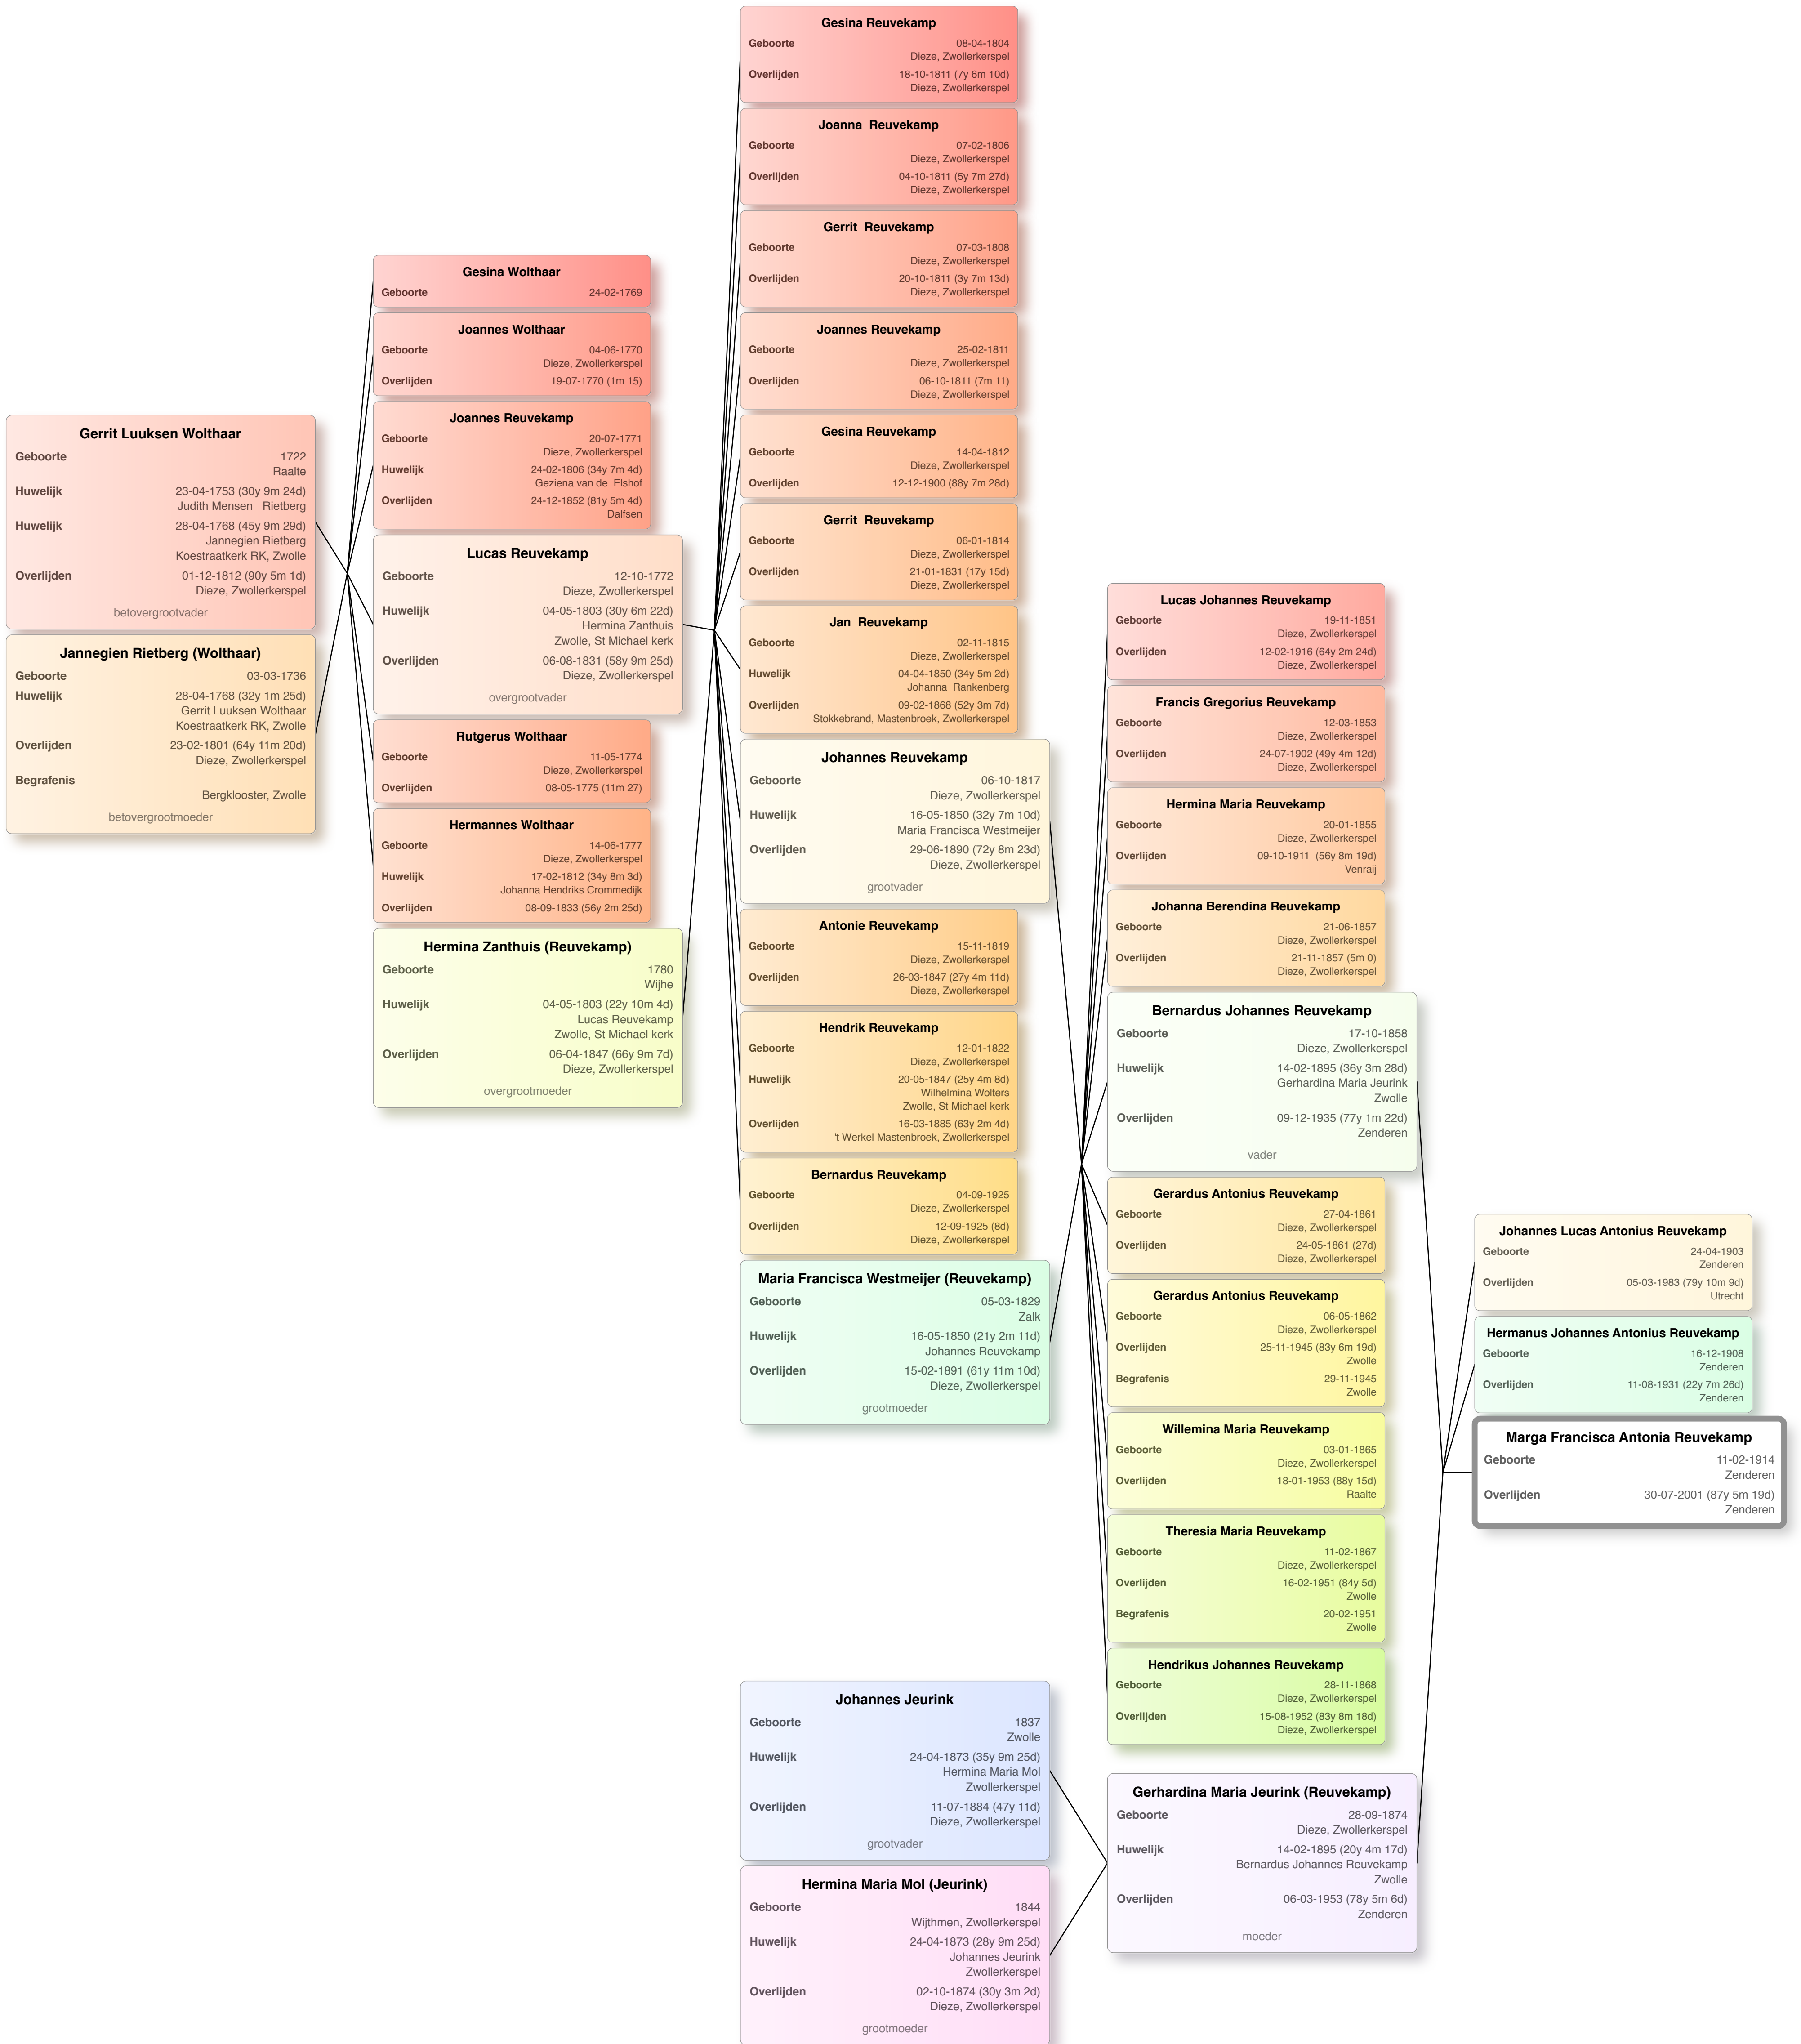 Gerrit Luuksen Wolthaar
Geboorte 1722
Raalte
Huwelijk 23-04-1753 (30y 9m 24d)
Judith Mensen Rietberg
Huwelijk 28-04-1768 (45y 9m 29d)
Jannegien Rietberg
Koestraatkerk RK, Zwolle
Overlijden 01-12-1812 (90y 5m 1d)
Dieze, Zwollerkerspel
betovergrootvader
Jannegien Rietberg (Wolthaar)
Geboorte 03-03-1736
Huwelijk 28-04-1768 (32y 1m 25d)
Gerrit Luuksen Wolthaar
Koestraatkerk RK, Zwolle
Overlijden 23-02-1801 (64y 11m 20d)
Dieze, Zwollerkerspel
Begrafenis
Bergklooster, Zwolle
betovergrootmoeder
Gesina Wolthaar
Geboorte 24-02-1769
Joannes Wolthaar
Geboorte 04-06-1770
Dieze, Zwollerkerspel
Overlijden 19-07-1770 (1m 15)
Joannes Reuvekamp
Geboorte 20-07-1771
Dieze, Zwollerkerspel
Huwelijk 24-02-1806 (34y 7m 4d)
Geziena van de Elshof
Overlijden 24-12-1852 (81y 5m 4d)
Dalfsen
Lucas Reuvekamp
Geboorte 12-10-1772
Dieze, Zwollerkerspel
Huwelijk 04-05-1803 (30y 6m 22d)
Hermina Zanthuis
Zwolle, St Michael kerk
Overlijden 06-08-1831 (58y 9m 25d)
Dieze, Zwollerkerspel
overgrootvader
Rutgerus Wolthaar
Geboorte 11-05-1774
Dieze, Zwollerkerspel
Overlijden 08-05-1775 (11m 27)
Hermannes Wolthaar
Geboorte 14-06-1777
Dieze, Zwollerkerspel
Huwelijk 17-02-1812 (34y 8m 3d)
Johanna Hendriks Crommedijk
Overlijden 08-09-1833 (56y 2m 25d)
Hermina Zanthuis (Reuvekamp)
Geboorte 1780
Wijhe
Huwelijk 04-05-1803 (22y 10m 4d)
Lucas Reuvekamp
Zwolle, St Michael kerk
Overlijden 06-04-1847 (66y 9m 7d)
Dieze, Zwollerkerspel
overgrootmoeder
Gesina Reuvekamp
Geboorte 08-04-1804
Dieze, Zwollerkerspel
Overlijden 18-10-1811 (7y 6m 10d)
Dieze, Zwollerkerspel
Joanna Reuvekamp
Geboorte 07-02-1806
Dieze, Zwollerkerspel
Overlijden 04-10-1811 (5y 7m 27d)
Dieze, Zwollerkerspel
Gerrit Reuvekamp
Geboorte 07-03-1808
Dieze, Zwollerkerspel
Overlijden 20-10-1811 (3y 7m 13d)
Dieze, Zwollerkerspel
Joannes Reuvekamp
Geboorte 25-02-1811
Dieze, Zwollerkerspel
Overlijden 06-10-1811 (7m 11)
Dieze, Zwollerkerspel
Gesina Reuvekamp
Geboorte 14-04-1812
Dieze, Zwollerkerspel
Overlijden 12-12-1900 (88y 7m 28d)
Gerrit Reuvekamp
Geboorte 06-01-1814
Dieze, Zwollerkerspel
Overlijden 21-01-1831 (17y 15d)
Dieze, Zwollerkerspel
Jan Reuvekamp
Geboorte 02-11-1815
Dieze, Zwollerkerspel
Huwelijk 04-04-1850 (34y 5m 2d)
Johanna Rankenberg
Overlijden 09-02-1868 (52y 3m 7d)
Stokkebrand, Mastenbroek, Zwollerkerspel
Johannes Reuvekamp
Geboorte 06-10-1817
Dieze, Zwollerkerspel
Huwelijk 16-05-1850 (32y 7m 10d)
Maria Francisca Westmeijer
Overlijden 29-06-1890 (72y 8m 23d)
Dieze, Zwollerkerspel
grootvader
Antonie Reuvekamp
Geboorte 15-11-1819
Dieze, Zwollerkerspel
Overlijden 26-03-1847 (27y 4m 11d)
Dieze, Zwollerkerspel
Hendrik Reuvekamp
Geboorte 12-01-1822
Dieze, Zwollerkerspel
Huwelijk 20-05-1847 (25y 4m 8d)
Wilhelmina Wolters
Zwolle, St Michael kerk
Overlijden 16-03-1885 (63y 2m 4d)
't Werkel Mastenbroek, Zwollerkerspel
Bernardus Reuvekamp
Geboorte 04-09-1925
Dieze, Zwollerkerspel
Overlijden 12-09-1925 (8d)
Dieze, Zwollerkerspel
Maria Francisca Westmeijer (Reuvekamp)
Geboorte 05-03-1829
Zalk
Huwelijk 16-05-1850 (21y 2m 11d)
Johannes Reuvekamp
Overlijden 15-02-1891 (61y 11m 10d)
Dieze, Zwollerkerspel
grootmoeder
Johannes Jeurink
Geboorte 1837
Zwolle
Huwelijk 24-04-1873 (35y 9m 25d)
Hermina Maria Mol
Zwollerkerspel
Overlijden 11-07-1884 (47y 11d)
Dieze, Zwollerkerspel
grootvader
Hermina Maria Mol (Jeurink)
Geboorte 1844
Wijthmen, Zwollerkerspel
Huwelijk 24-04-1873 (28y 9m 25d)
Johannes Jeurink
Zwollerkerspel
Overlijden 02-10-1874 (30y 3m 2d)
Dieze, Zwollerkerspel
grootmoeder
Lucas Johannes Reuvekamp
Geboorte 19-11-1851
Dieze, Zwollerkerspel
Overlijden 12-02-1916 (64y 2m 24d)
Dieze, Zwollerkerspel
Francis Gregorius Reuvekamp
Geboorte 12-03-1853
Dieze, Zwollerkerspel
Overlijden 24-07-1902 (49y 4m 12d)
Dieze, Zwollerkerspel
Hermina Maria Reuvekamp
Geboorte 20-01-1855
Dieze, Zwollerkerspel
Overlijden 09-10-1911 (56y 8m 19d)
Venraij
Johanna Berendina Reuvekamp
Geboorte 21-06-1857
Dieze, Zwollerkerspel
Overlijden 21-11-1857 (5m 0)
Dieze, Zwollerkerspel
Bernardus Johannes Reuvekamp
Geboorte 17-10-1858
Dieze, Zwollerkerspel
Huwelijk 14-02-1895 (36y 3m 28d)
Gerhardina Maria Jeurink
Zwolle
Overlijden 09-12-1935 (77y 1m 22d)
Zenderen
vader
Gerardus Antonius Reuvekamp
Geboorte 27-04-1861
Dieze, Zwollerkerspel
Overlijden 24-05-1861 (27d)
Dieze, Zwollerkerspel
Gerardus Antonius Reuvekamp
Geboorte 06-05-1862
Dieze, Zwollerkerspel
Overlijden 25-11-1945 (83y 6m 19d)
Zwolle
Begrafenis 29-11-1945
Zwolle
Willemina Maria Reuvekamp
Geboorte 03-01-1865
Dieze, Zwollerkerspel
Overlijden 18-01-1953 (88y 15d)
Raalte
Theresia Maria Reuvekamp
Geboorte 11-02-1867
Dieze, Zwollerkerspel
Overlijden 16-02-1951 (84y 5d)
Zwolle
Begrafenis 20-02-1951
Zwolle
Hendrikus Johannes Reuvekamp
Geboorte 28-11-1868
Dieze, Zwollerkerspel
Overlijden 15-08-1952 (83y 8m 18d)
Dieze, Zwollerkerspel
Gerhardina Maria Jeurink (Reuvekamp)
Geboorte 28-09-1874
Dieze, Zwollerkerspel
Huwelijk 14-02-1895 (20y 4m 17d)
Bernardus Johannes Reuvekamp
Zwolle
Overlijden 06-03-1953 (78y 5m 6d)
Zenderen
moeder
Johannes Lucas Antonius Reuvekamp
Geboorte 24-04-1903
Zenderen
Overlijden 05-03-1983 (79y 10m 9d)
Utrecht
Hermanus Johannes Antonius Reuvekamp
Geboorte 16-12-1908
Zenderen
Overlijden 11-08-1931 (22y 7m 26d)
Zenderen
Marga Francisca Antonia Reuvekamp
Geboorte 11-02-1914
Zenderen
Overlijden 30-07-2001 (87y 5m 19d)
Zenderen